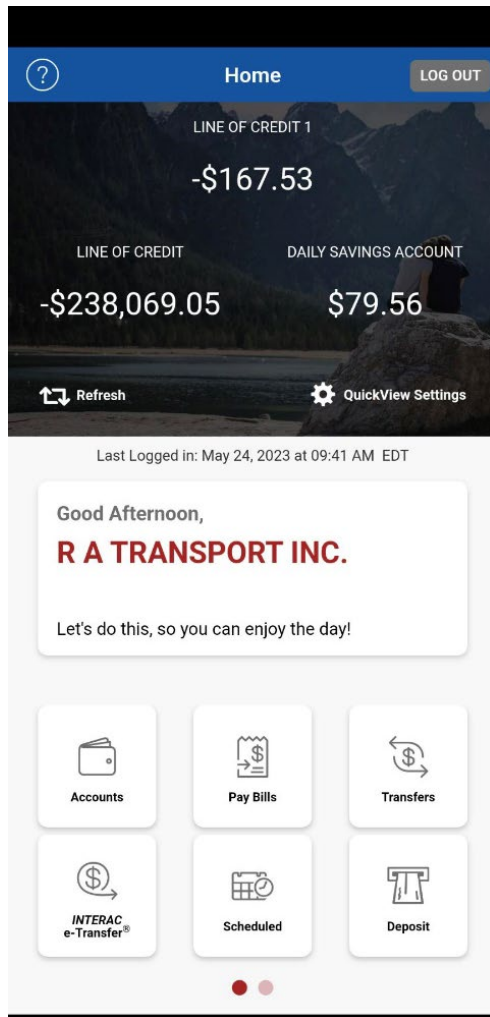 ?
Home
LOG OUT
LINE OF CREDIT 1
-$167.53
LINE OF CREDIT
DAILY SAVINGS ACCOUNT
-$238,069.05
$79.56
Refresh
QuickView Settings
Last Logged in: May 24, 2023 at 09:41 AM EDT
Good Afternoon,
R A TRANSPORT INC.
Let's do this, so you can enjoy the day!
$
$
Accounts
Pay Bills
Transfers
$
INTERAC
e-Transfer®
Scheduled
Deposit